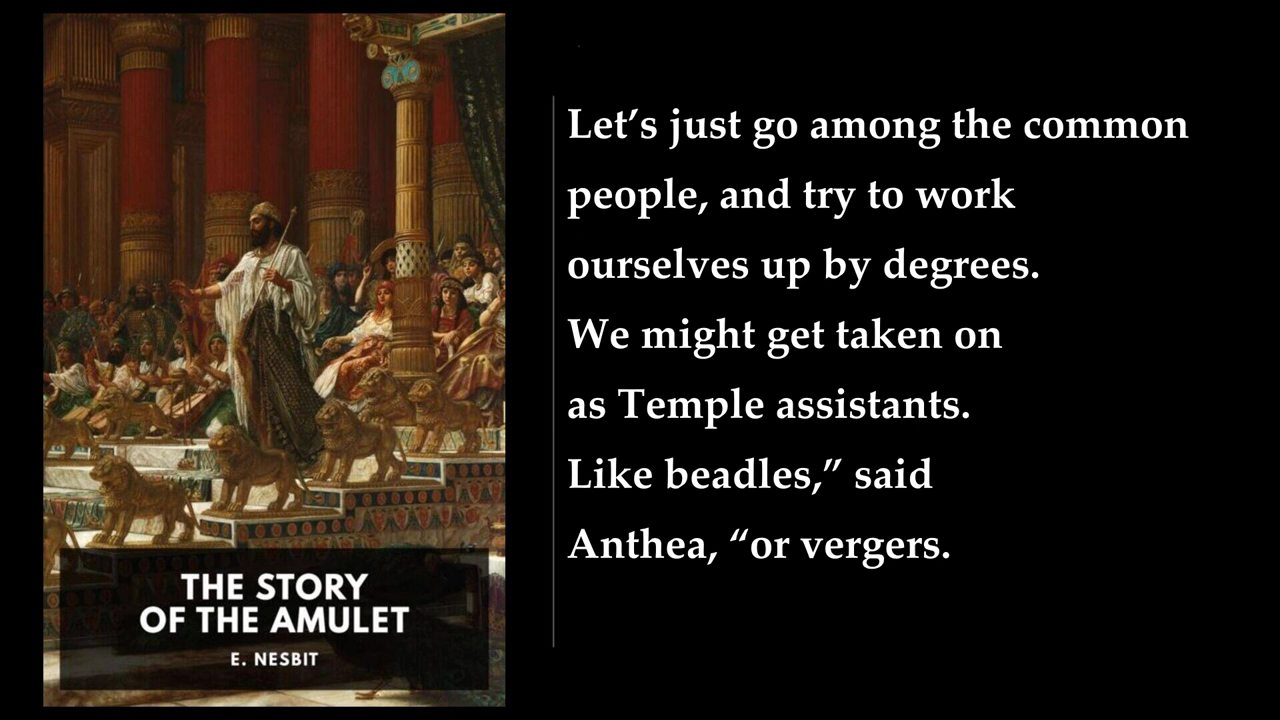 THE STORY
OF THE AMULET
E. NESBIT
Let’s just go among the common
people, and try to work
ourselves up by degrees.
We might get taken on
as Temple assistants.
Like beadles,” said
Anthea, “or vergers.